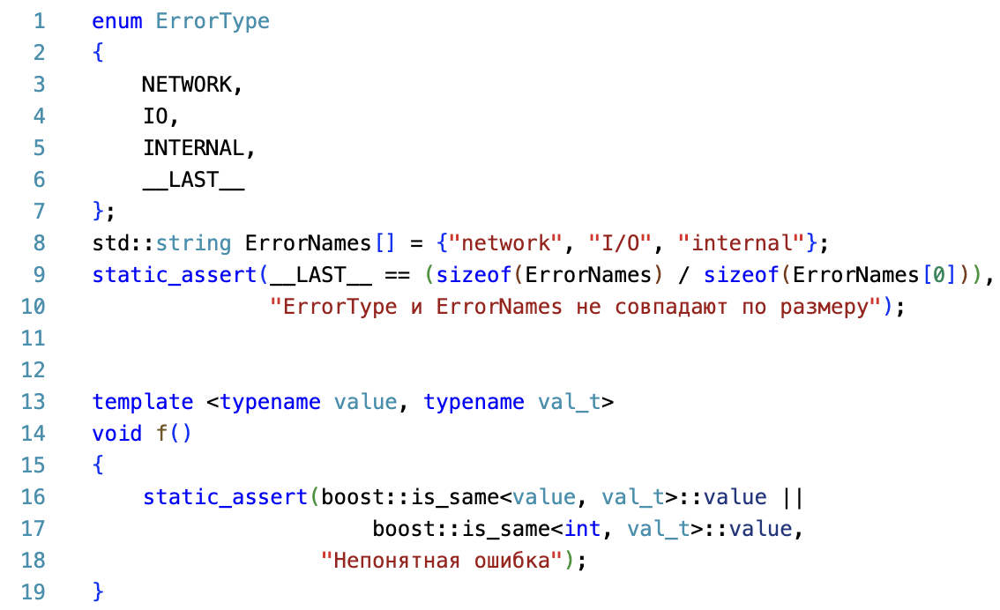 1 enum ErrorType
2 {
3     NETWORK,
4     IO,
5     INTERNAL,
6     __LAST__
7 };
8 std::string ErrorNames[] = {"network", "I/O", "internal"};
9 static_assert(__LAST__ == (sizeof(ErrorNames) / sizeof(ErrorNames[0])),
10               "ErrorType и ErrorNames не совпадают по размеру");
11
12
13 template <typename value, typename val_t>
14 void f()
15 {
16     static_assert(boost::is_same<value, val_t>::value ||
17                       boost::is_same<int, val_t>::value,
18                   "Непонятная ошибка");
19 }